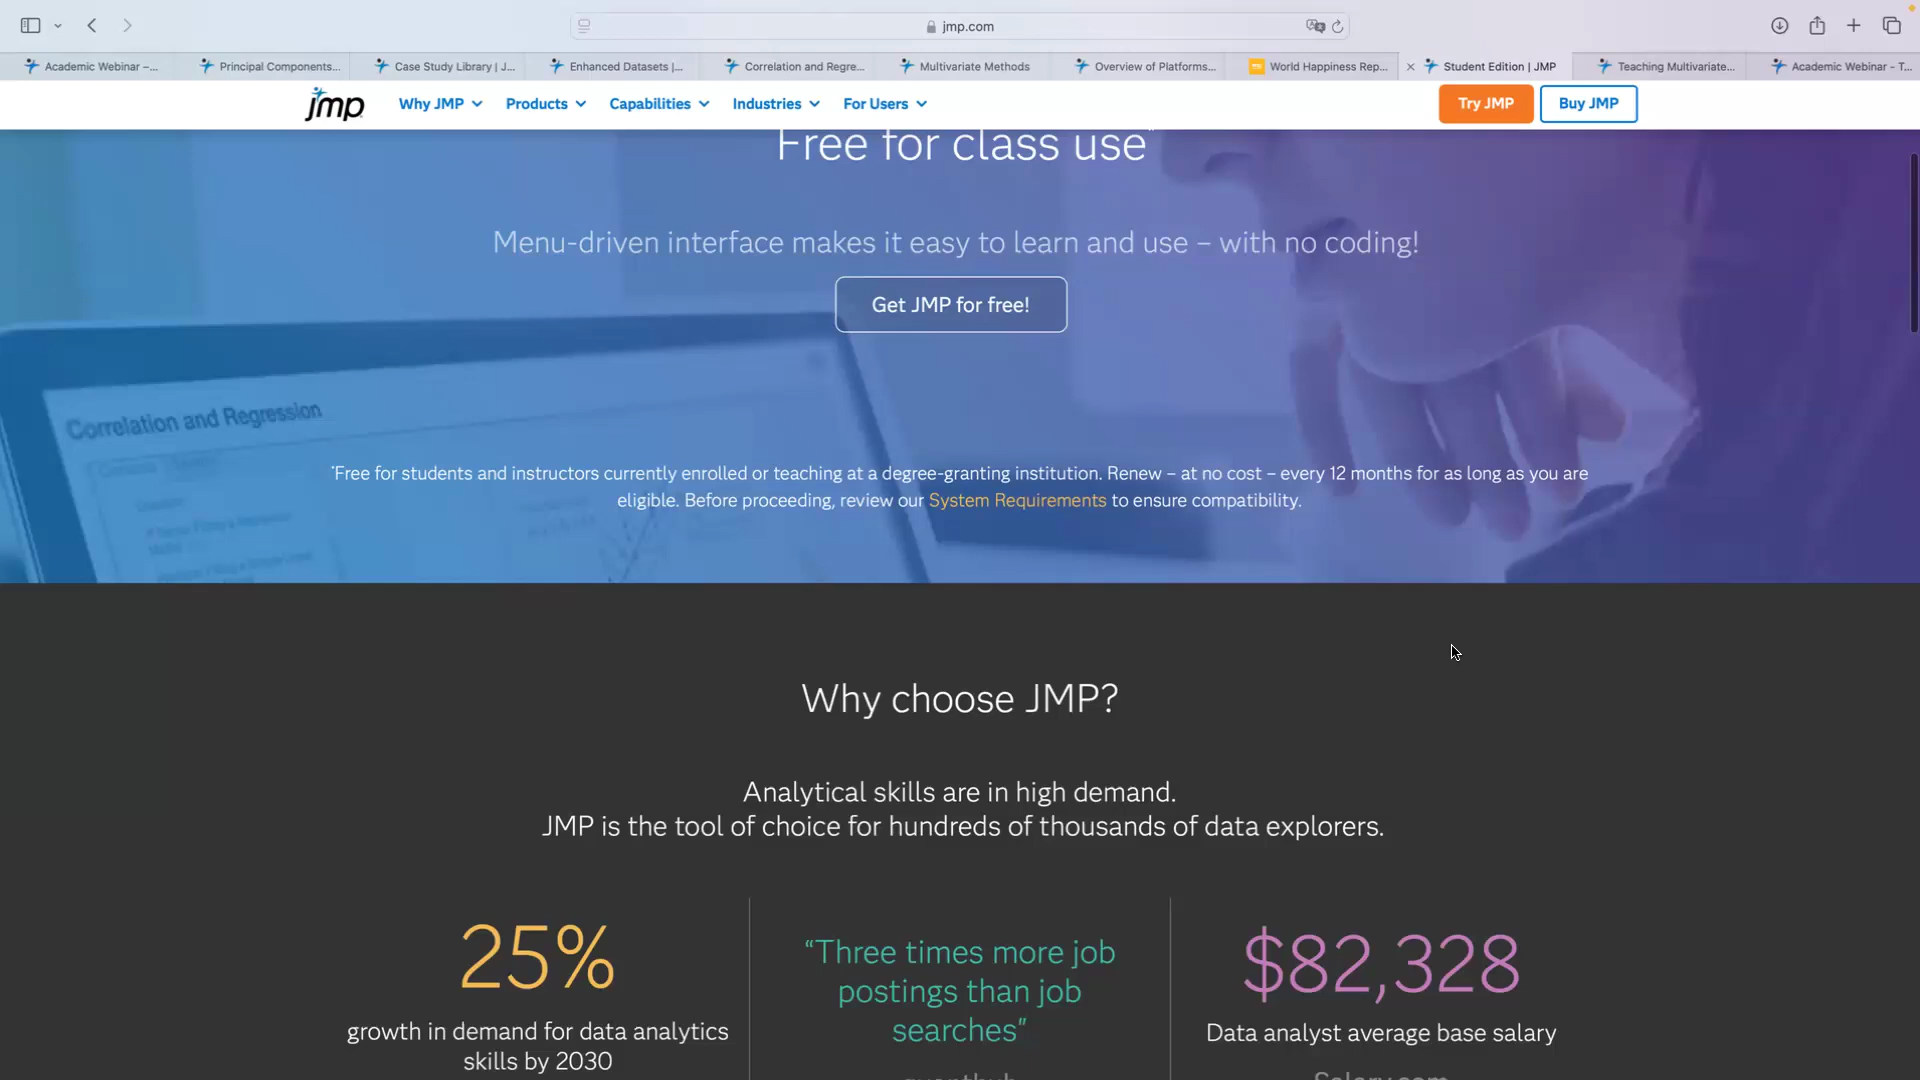 jmp.com
Academic Webinar –...
Principal Components...
Case Study Library | J...
Enhanced Datasets |...
Correlation and Regre...
Multivariate Methods
Overview of Platforms...
World Happiness Rep...
Student Edition | JMP
Teaching Multivariate...
Academic Webinar - T...
jmp
Why JMP
Products
Capabilities
Industries
For Users
Try JMP
Buy JMP
Free for class use*
Menu-driven interface makes it easy to learn and use – with no coding!
Get JMP for free!
Correlation and Regression
*Free for students and instructors currently enrolled or teaching at a degree-granting institution. Renew – at no cost – every 12 months for as long as you are
eligible. Before proceeding, review our System Requirements to ensure compatibility.
Why choose JMP?
Analytical skills are in high demand.
JMP is the tool of choice for hundreds of thousands of data explorers.
25%
growth in demand for data analytics
skills by 2030
“Three times more job
postings than job
searches”
$82,328
Data analyst average base salary
Salary.com